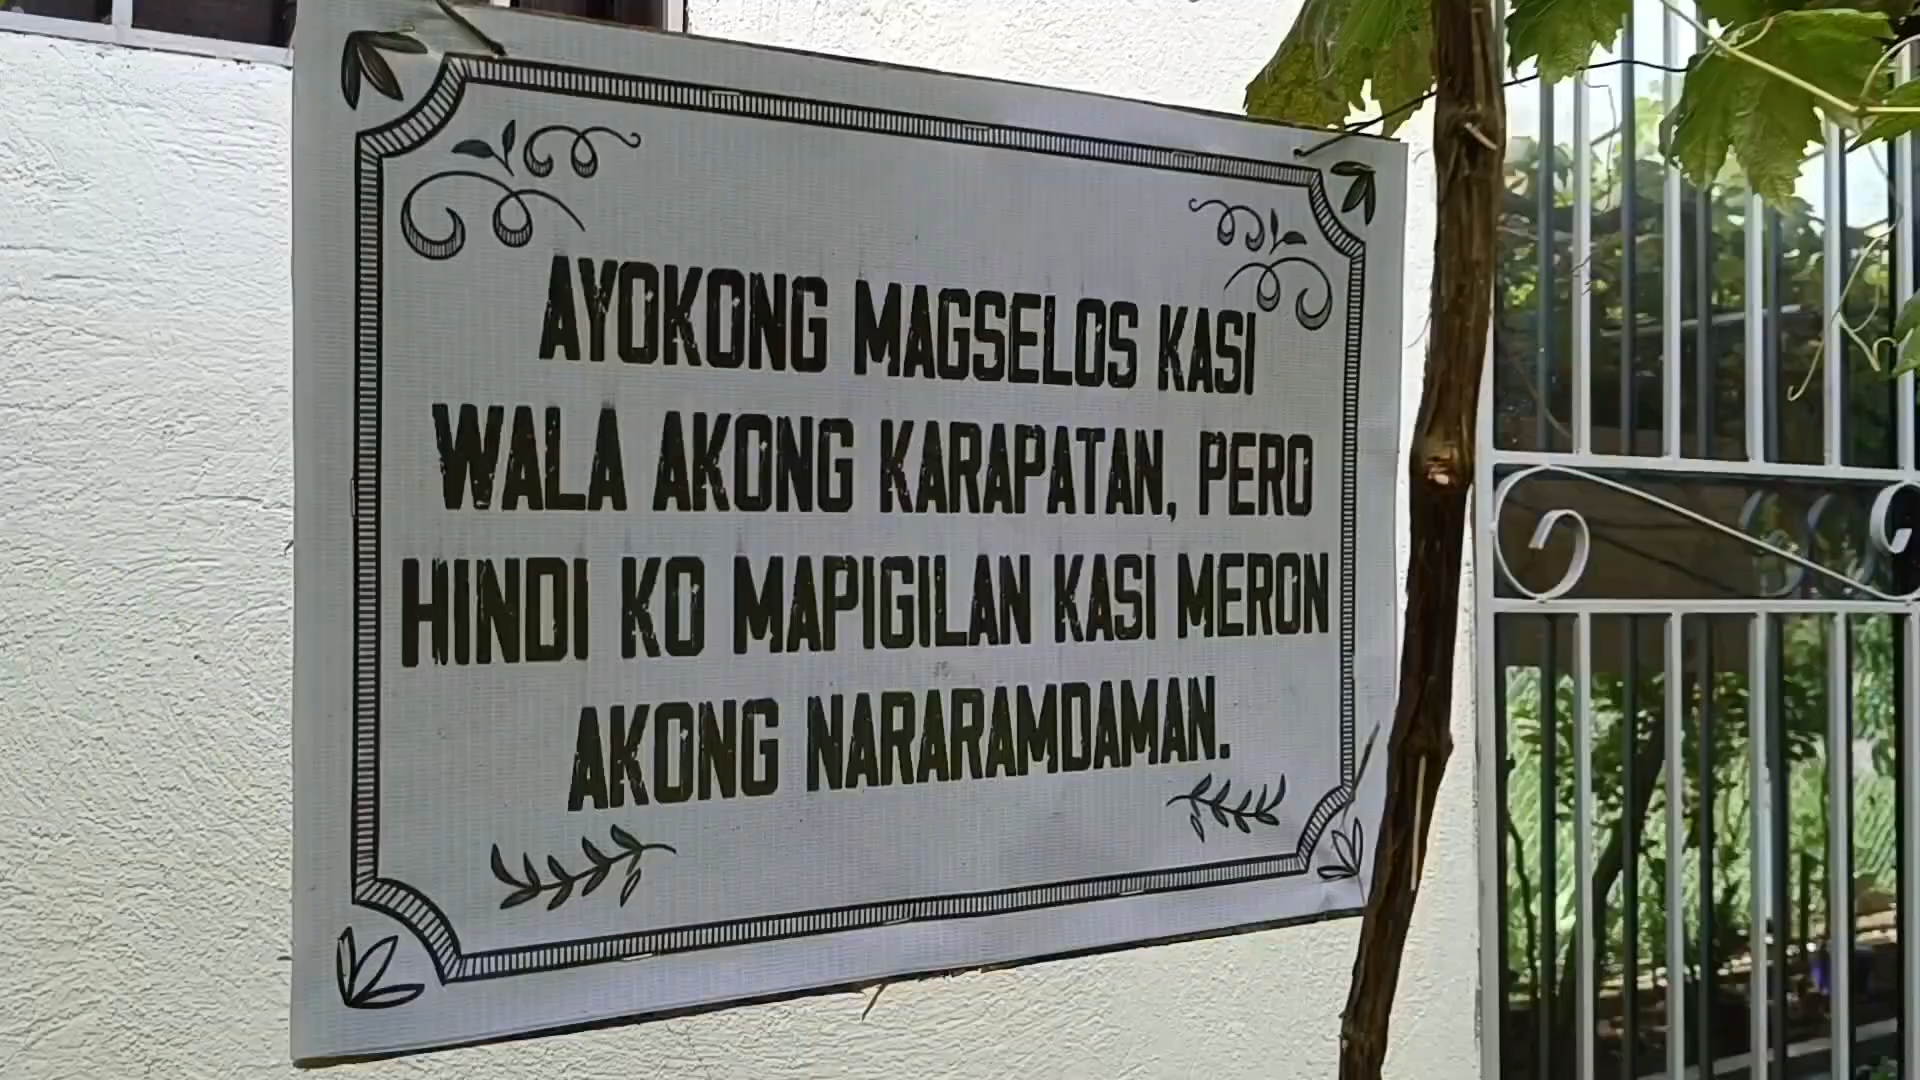 AYOKONG MAGSELOS KASI
WALA AKONG KARAPATAN, PERO
HINDI KO MAPIGILAN KASI MERON
AKONG NARARAMDAMAN.